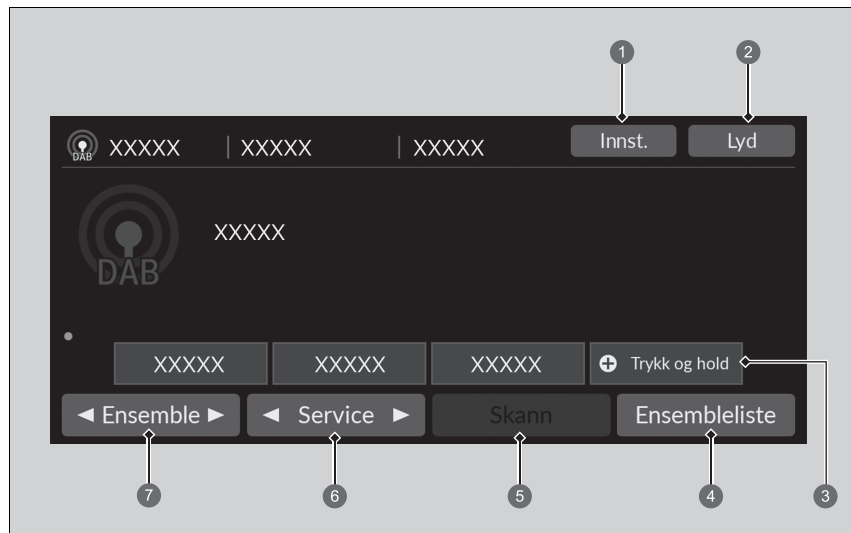 1 2
DAB XXXXX | XXXXX | XXXXX Innst. Lyd
XXXXX
DAB
XXXXX XXXXX XXXXX Trykk og hold
◄ Ensemble ► ◄ Service ► Skann Ensembleliste
7 6 5 4 3